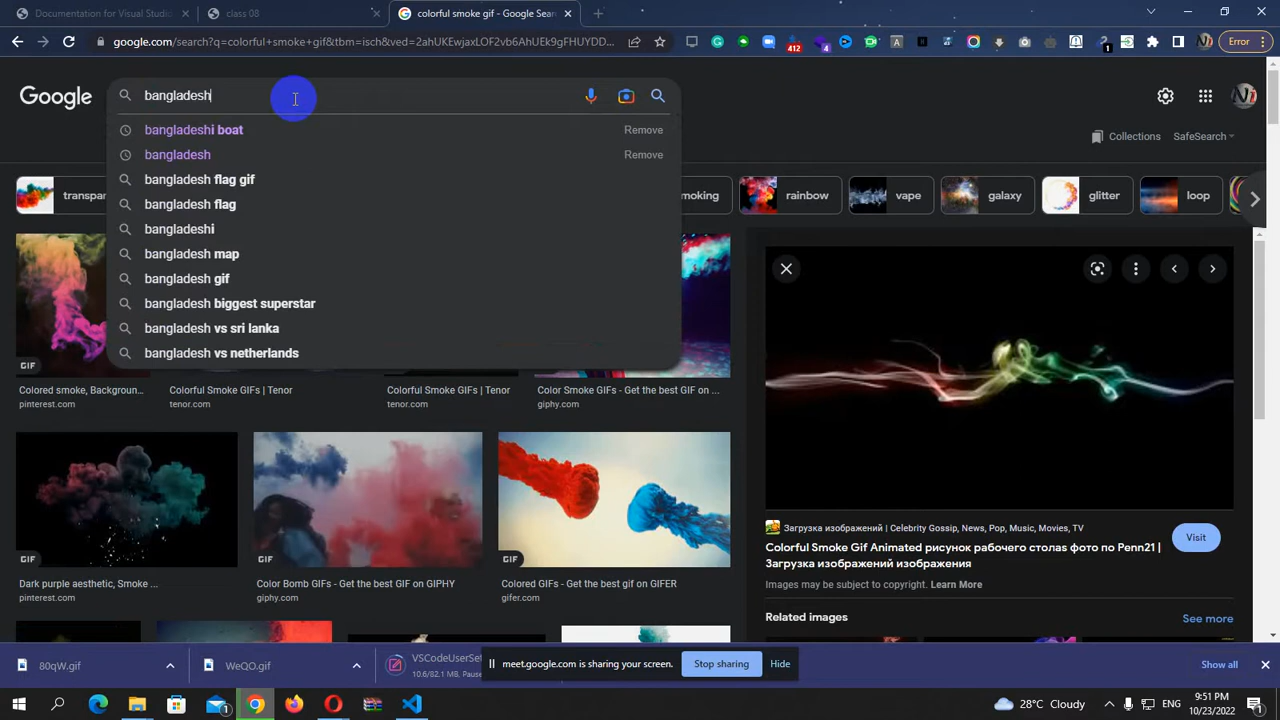 Documentation for Visual Studio
class 08
colorful smoke gif - Google Sear
google.com/search?q=colorful+smoke+gif&tbm=isch&ved=2ahUKEwjaxLOF2vb6AhUEk9gFHUYDD...
412
4
1
Error
Google
bangladesh
bangladeshi boat
Remove
bangladesh
Remove
bangladesh flag gif
bangladesh flag
bangladeshi
bangladesh map
bangladesh gif
bangladesh biggest superstar
bangladesh vs sri lanka
bangladesh vs netherlands
Collections
SafeSearch
rainbow
vape
galaxy
glitter
loop
GIF
Colored smoke, Backgroun...
pinterest.com
Colorful Smoke GIFs | Tenor
tenor.com
Colorful Smoke GIFs | Tenor
tenor.com
Color Smoke GIFs - Get the best GIF on ...
giphy.com
GIF
Dark purple aesthetic, Smoke ...
pinterest.com
GIF
Color Bomb GIFs - Get the best GIF on GIPHY
giphy.com
GIF
Colored GIFs - Get the best gif on GIFER
gifer.com
Загрузка изображений | Celebrity Gossip, News, Pop, Music, Movies, TV
Colorful Smoke Gif Animated рисунок рабочего столаs фото по Penn21 |
Загрузка изображений изображения
Visit
Images may be subject to copyright. Learn More
Related images
See more
80qW.gif
WeQO.gif
VSCodeUserSet
10.6/82.1 MB, Pause
meet.google.com is sharing your screen.
Stop sharing
Hide
Show all
28°C Cloudy
ENG
9:51 PM
10/23/2022